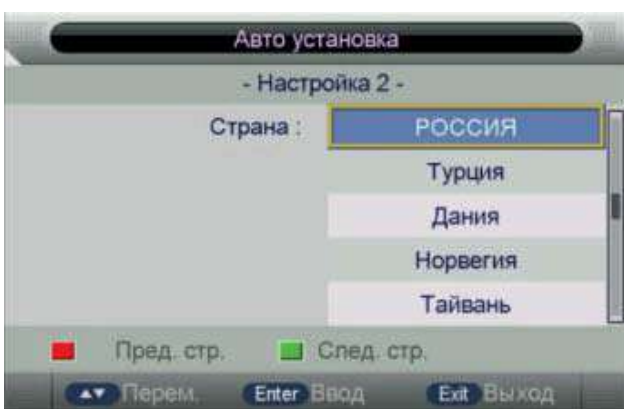 Авто установка
- Настройка 2 -
Страна : РОССИЯ
Турция
Дания
Норвегия
Тайвань
Пред. стр. След. стр.
Перем. Enter Ввод Exit Выход